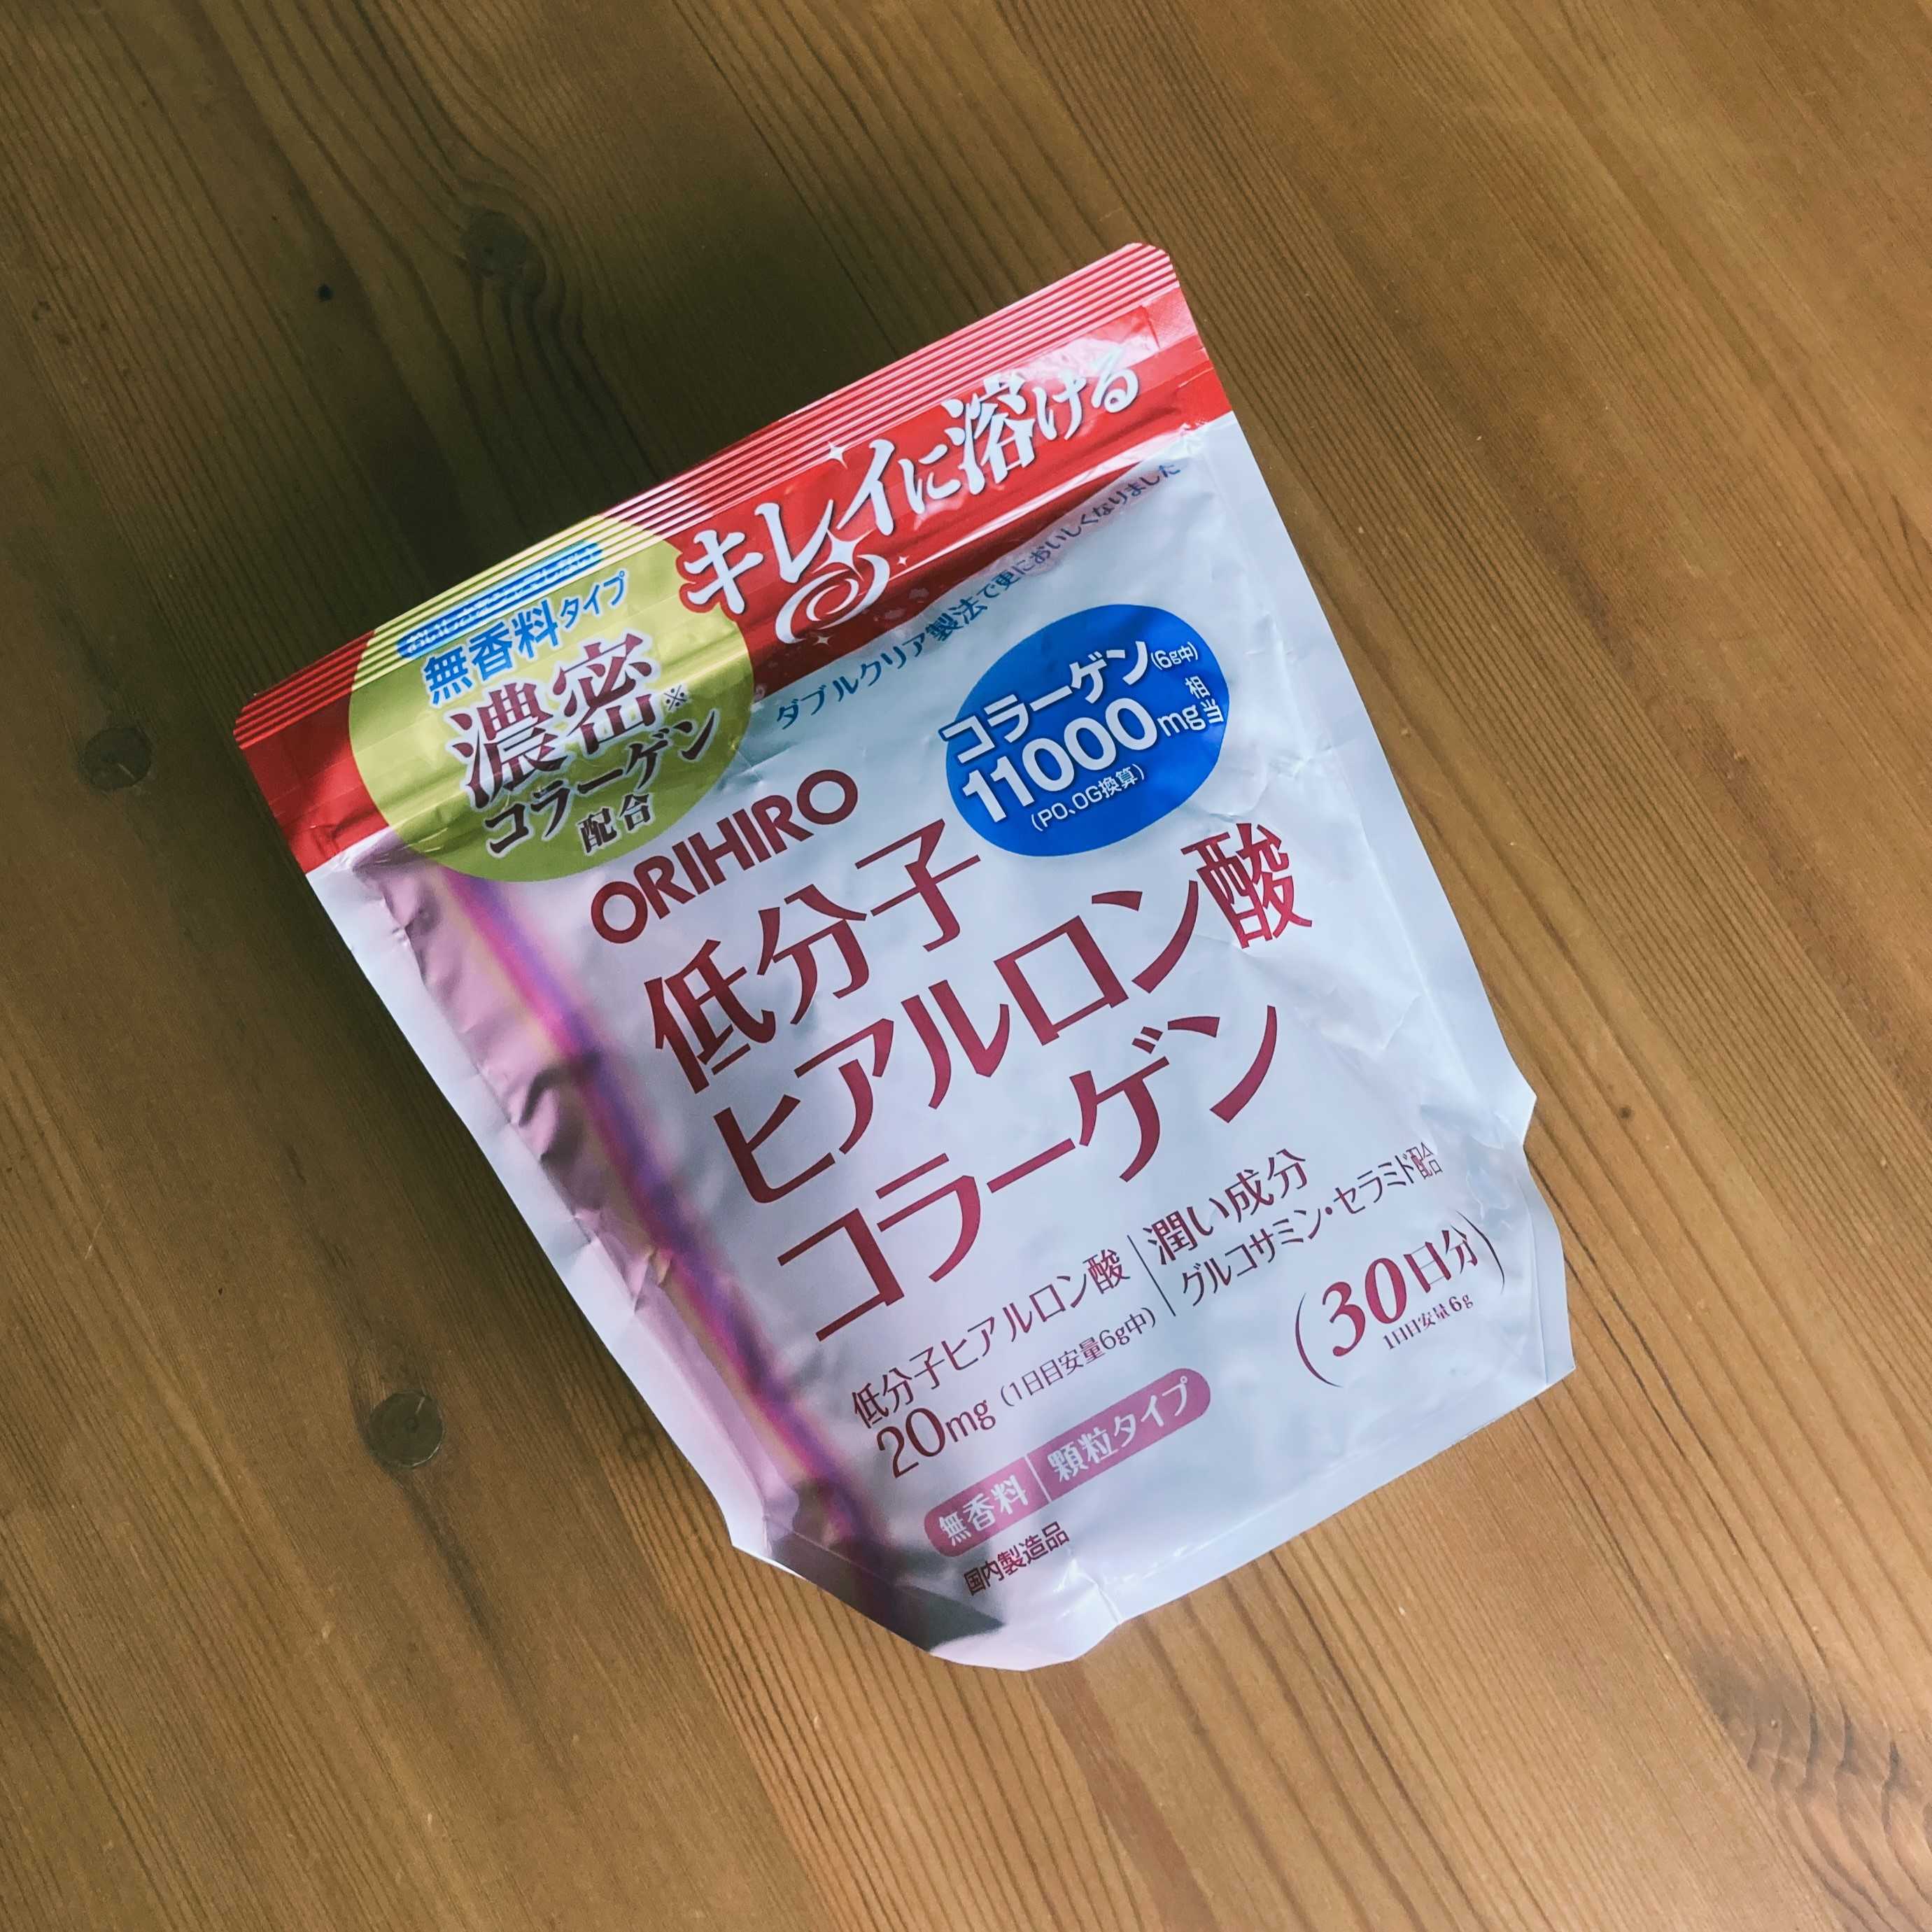 キレイに溶ける
無香料タイプ
濃密※
コラーゲン
配合
ダブルクリア製法で更においしくなりました
コラーゲン(6g中)
11000mg相当
(PO、OG換算)
ORIHIRO
低分子
ヒアルロン酸
コラーゲン
低分子ヒアルロン酸
20mg(1日目安量6g中)
潤い成分
グルコサミン・セラミド配合
(30日分)
1日目安量6g
無香料 顆粒タイプ
国内製造品